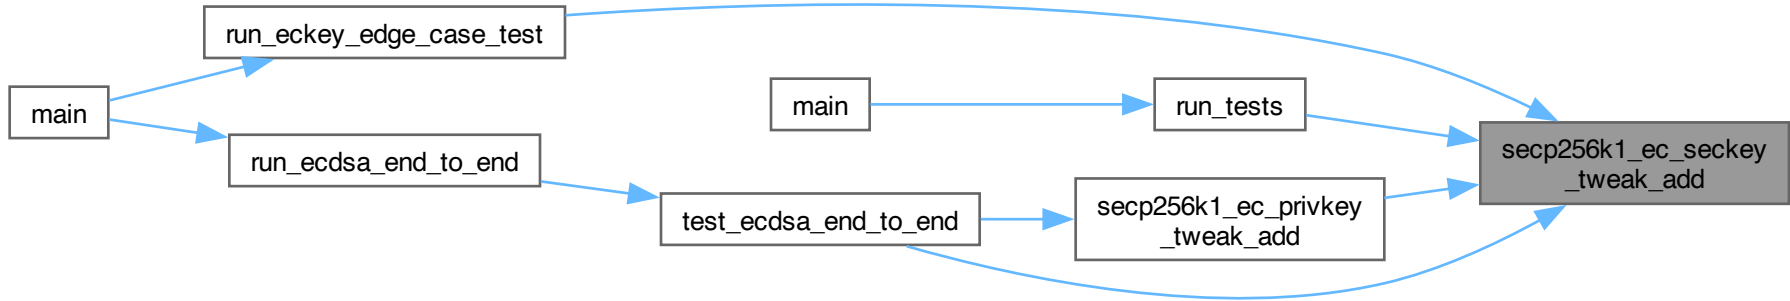 run_eckey_edge_case_test
main
main
run_tests
run_ecdsa_end_to_end
secp256k1_ec_seckey
_tweak_add
test_ecdsa_end_to_end
secp256k1_ec_privkey
_tweak_add